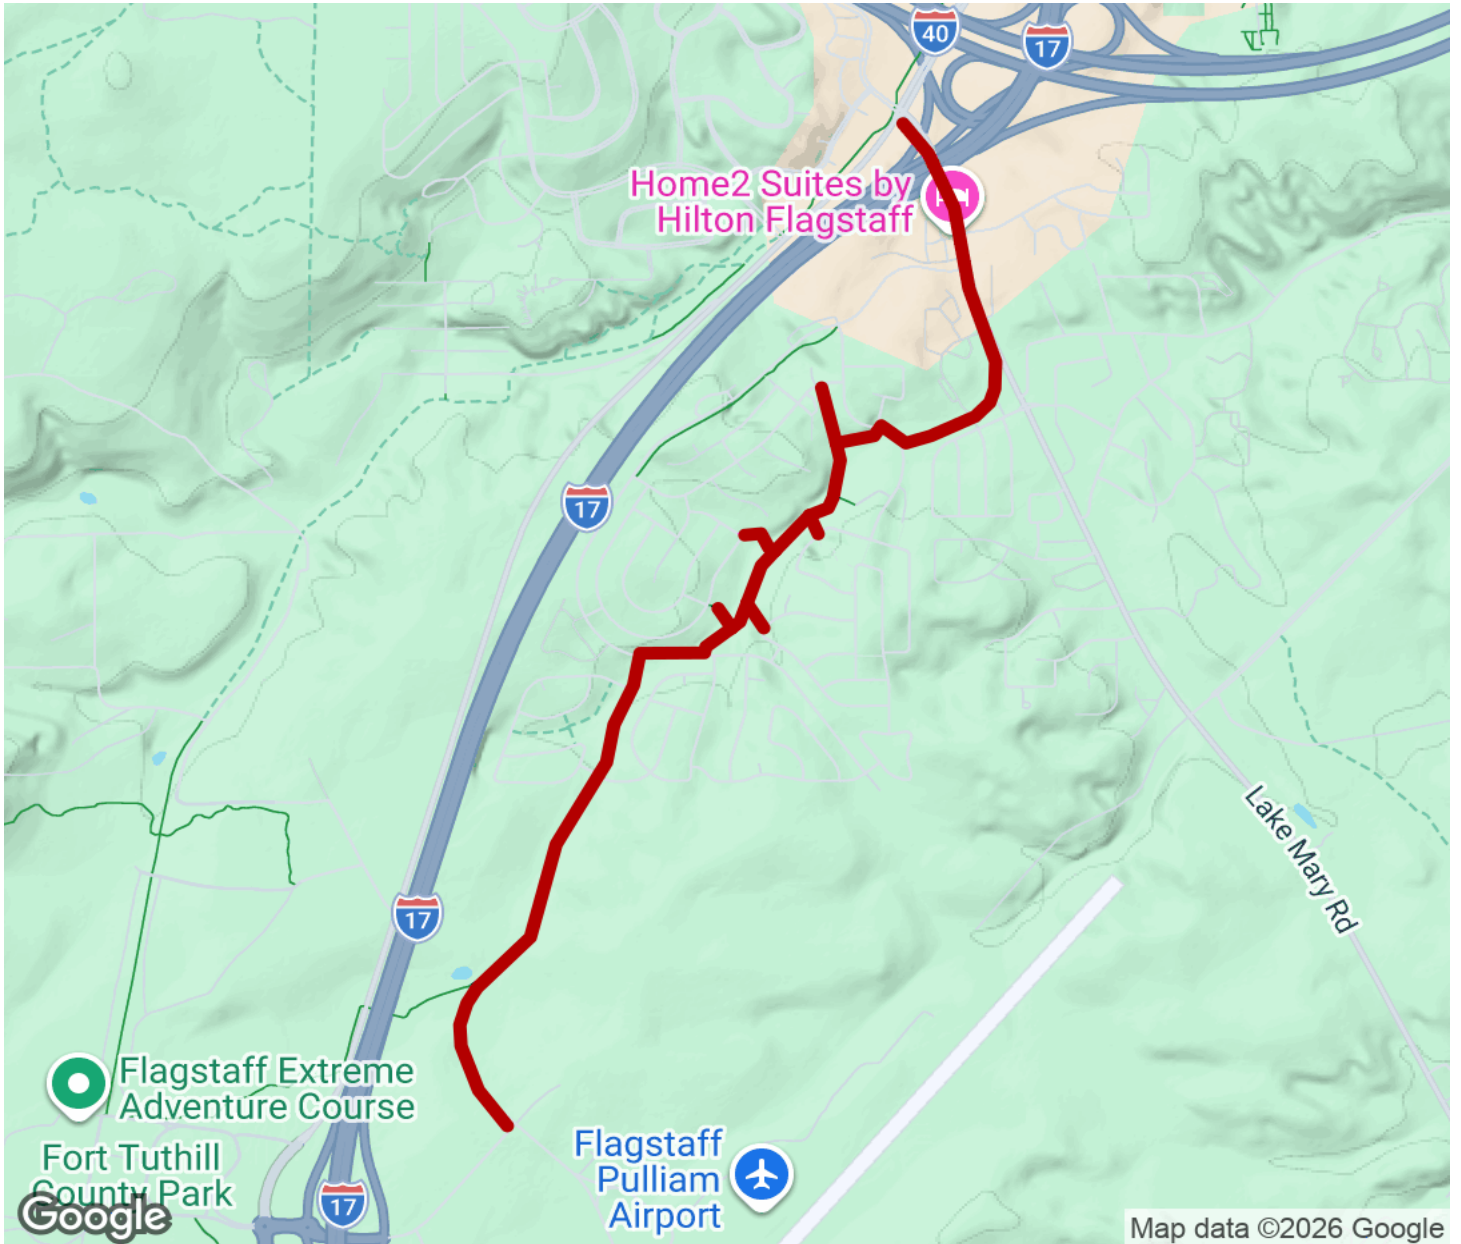 40
17
Home2 Suites by
Hilton Flagstaff
17
Lake Mary Rd
17
Flagstaff Extreme
Adventure Course
Flagstaff
Pulliam
Airport
Fort Tuthill
County Park
17
Google
Map data ©2026 Google